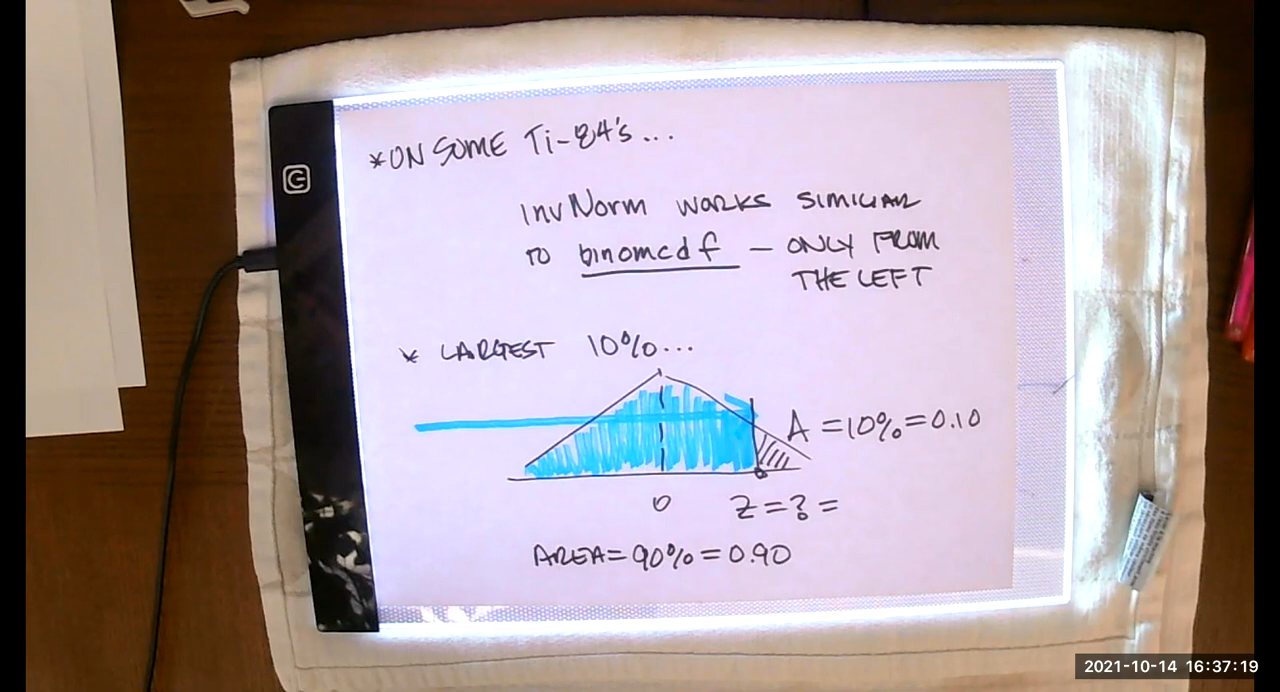 *ON SOME Ti-84's...
invNorm WORKS SIMILIAR
TO binomcdf — ONLY FROM
THE LEFT
* LARGEST 10%...
A = 10% = 0.10
0
Z = ? =
AREA = 90% = 0.90
2021-10-14 16:37:19